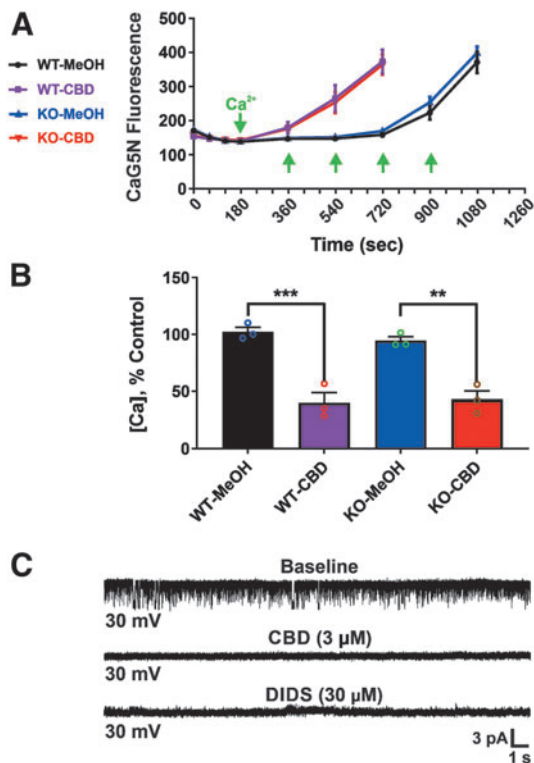 A
WT-MeOH
WT-CBD
KO-MeOH
KO-CBD
CaG5N Fluorescence
500
400
300
200
100
0
Ca²⁺
0
180
360
540
720
900
1080
1260
Time (sec)
B
[Ca], % Control
150
100
50
0
***
**
WT-MeOH
WT-CBD
KO-MeOH
KO-CBD
C
Baseline
30 mV
CBD (3 µM)
30 mV
DIDS (30 µM)
30 mV
3 pA
1 s